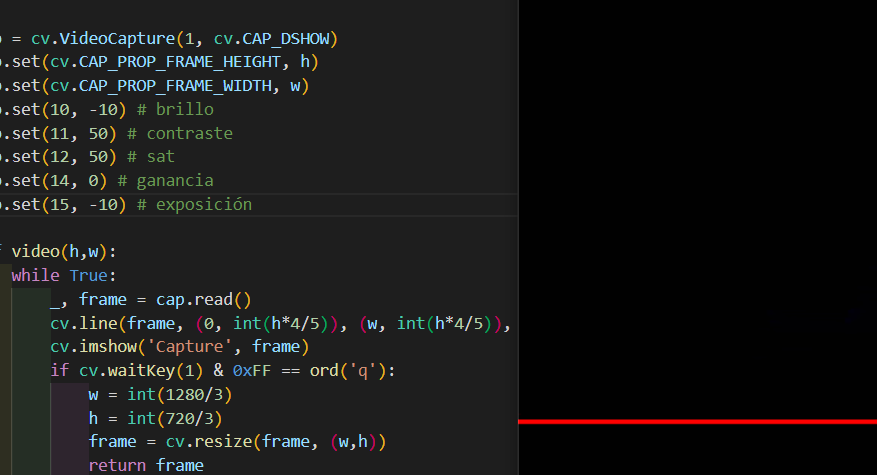 = cv.VideoCapture(1, cv.CAP_DSHOW)
.set(cv.CAP_PROP_FRAME_HEIGHT, h)
.set(cv.CAP_PROP_FRAME_WIDTH, w)
.set(10, -10) # brillo
.set(11, 50) # contraste
.set(12, 50) # sat
.set(14, 0) # ganancia
.set(15, -10) # exposición
video(h,w):
while True:
_, frame = cap.read()
cv.line(frame, (0, int(h*4/5)), (w, int(h*4/5)),
cv.imshow('Capture', frame)
if cv.waitKey(1) & 0xFF == ord('q'):
w = int(1280/3)
h = int(720/3)
frame = cv.resize(frame, (w,h))
return frame